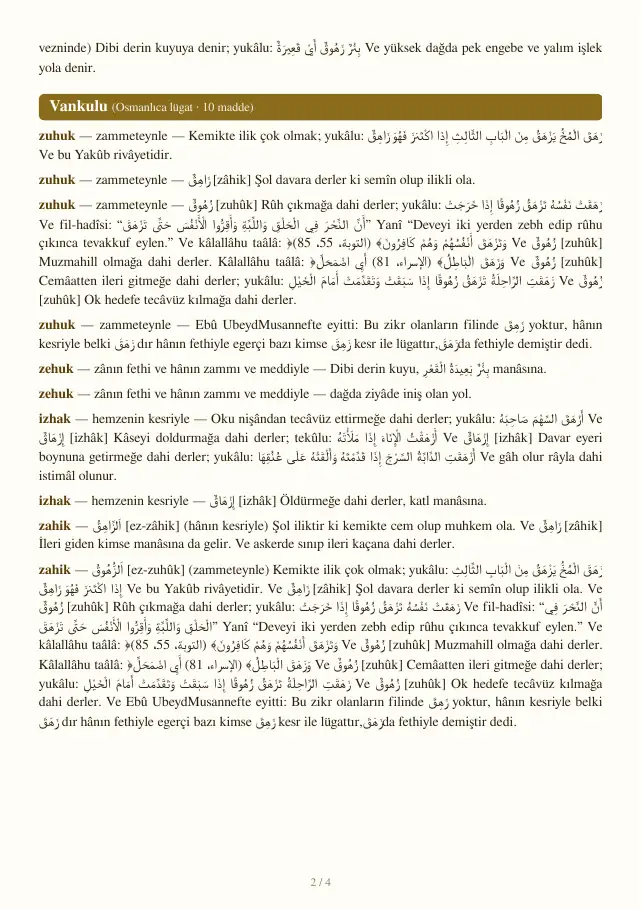 vezninde) Dibi derin kuyuya denir; yukâlu: بِئْرٌ زَهُوقٌ أَيْ قَعِيرَةٌ Ve yüksek dağda pek engebe ve yalım işlek
yola denir.
Vankulu (Osmanlıca lügat · 10 madde)
zuhuk — zammeteynle — Kemikte ilik çok olmak; yukâlu: زَهَقَ الْمُخُّ يَزْهَقُ مِنَ الْبَابِ الثَّالِثِ إِذَا اكْتَنَزَ فَهُوَ زَاهِقٌ
Ve bu Yakûb rivâyetidir.
zuhuk — zammeteynle — زَاهِقٌ [zâhik] Şol davara derler ki semîn olup ilikli ola.
zuhuk — zammeteynle — زُهُوقٌ [zuhûk] Rûh çıkmağa dahi derler; yukâlu: زَهَقَتْ نَفْسُهُ تَزْهَقُ زُهُوقًا إِذَا خَرَجَتْ
Ve fil-hadîsi: “أَنَّ النَّحْرَ فِي الْحَلْقِ وَاللَّبَّةِ وَأَقِرُّوا الْأَنْفُسَ حَتَّى تَزْهَقَ” Yanî “Deveyi iki yerden zebh edip rûhu
çıkınca tevakkuf eylen.” Ve kâlallâhu taâlâ: ﴿وَتَزْهَقَ أَنْفُسُهُمْ وَهُمْ كَافِرُونَ﴾ (التوبة، 55، 85) Ve زُهُوقٌ [zuhûk]
Muzmahill olmağa dahi derler. Kâlallâhu taâlâ: ﴿وَزَهَقَ الْبَاطِلُ﴾ (الإسراء، 81) أَيِ اضْمَحَلَّ Ve زُهُوقٌ [zuhûk]
Cemâatten ileri gitmeğe dahi derler; yukâlu: زَهَقَتِ الرَّاحِلَةُ تَزْهَقُ زُهُوقًا إِذَا سَبَقَتْ وَتَقَدَّمَتْ أَمَامَ الْخَيْلِ Ve زُهُوقٌ
[zuhûk] Ok hedefe tecâvüz kılmağa dahi derler.
zuhuk — zammeteynle — Ebû UbeydMusannefte eyitti: Bu zikr olanların filinde زَهِقَ yoktur, hânın
kesriyle belki زَهَقَ dır hânın fethiyle egerçi bazı kimse زَهِقَ kesr ile lügattır,زَهَقَda fethiyle demiştir dedi.
zehuk — zânın fethi ve hânın zammı ve meddiyle — Dibi derin kuyu, بِئْرٌ بَعِيدَةُ الْقَعْرِ manâsına.
zehuk — zânın fethi ve hânın zammı ve meddiyle — dağda ziyâde iniş olan yol.
izhak — hemzenin kesriyle — Oku nişândan tecâvüz ettirmeğe dahi derler; yukâlu: أَزْهَقَ السَّهْمَ صَاحِبُهُ Ve
إِزْهَاقٌ [izhâk] Kâseyi doldurmağa dahi derler; tekûlu: أَزْهَقْتُ الْإِنَاءَ إِذَا مَلَأْتَهُ Ve إِزْهَاقٌ [izhâk] Davar eyeri
boynuna getirmeğe dahi derler; yukâlu: أَزْهَقَتِ الدَّابَّةُ السَّرْجَ إِذَا قَدَّمَتْهُ وَأَلْقَتْهُ عَلَى عُنُقِهَا Ve gâh olur râyla dahi
istimâl olunur.
izhak — hemzenin kesriyle — إِزْهَاقٌ [izhâk] Öldürmeğe dahi derler, katl manâsına.
zahik — اَلزَّاهِقُ [ez-zâhik] (hânın kesriyle) Şol iliktir ki kemikte cem olup muhkem ola. Ve زَاهِقٌ [zâhik]
İleri giden kimse manâsına da gelir. Ve askerde sınıp ileri kaçana dahi derler.
zahik — اَلزُّهُوقُ [ez-zuhûk] (zammeteynle) Kemikte ilik çok olmak; yukâlu: زَهَقَ الْمُخُّ يَزْهَقُ مِنَ الْبَابِ الثَّالِثِ
إِذَا اكْتَنَزَ فَهُوَ زَاهِقٌ Ve bu Yakûb rivâyetidir. Ve زَاهِقٌ [zâhik] Şol davara derler ki semîn olup ilikli ola. Ve
زُهُوقٌ [zuhûk] Rûh çıkmağa dahi derler; yukâlu: زَهَقَتْ نَفْسُهُ تَزْهَقُ زُهُوقًا إِذَا خَرَجَتْ Ve fil-hadîsi: “أَنَّ النَّحْرَ فِي
الْحَلْقِ وَاللَّبَّةِ وَأَقِرُّوا الْأَنْفُسَ حَتَّى تَزْهَقَ” Yanî “Deveyi iki yerden zebh edip rûhu çıkınca tevakkuf eylen.” Ve
kâlallâhu taâlâ: ﴿وَتَزْهَقَ أَنْفُسُهُمْ وَهُمْ كَافِرُونَ﴾ (التوبة، 55، 85) Ve زُهُوقٌ [zuhûk] Muzmahill olmağa dahi derler.
Kâlallâhu taâlâ: ﴿وَزَهَقَ الْبَاطِلُ﴾ (الإسراء، 81) أَيِ اضْمَحَلَّ Ve زُهُوقٌ [zuhûk] Cemâatten ileri gitmeğe dahi derler;
yukâlu: زَهَقَتِ الرَّاحِلَةُ تَزْهَقُ زُهُوقًا إِذَا سَبَقَتْ وَتَقَدَّمَتْ أَمَامَ الْخَيْلِ Ve زُهُوقٌ [zuhûk] Ok hedefe tecâvüz kılmağa
dahi derler. Ve Ebû UbeydMusannefte eyitti: Bu zikr olanların filinde زَهِقَ yoktur, hânın kesriyle belki
زَهَقَ dır hânın fethiyle egerçi bazı kimse زَهِقَ kesr ile lügattır,زَهَقَda fethiyle demiştir dedi.
2 / 4